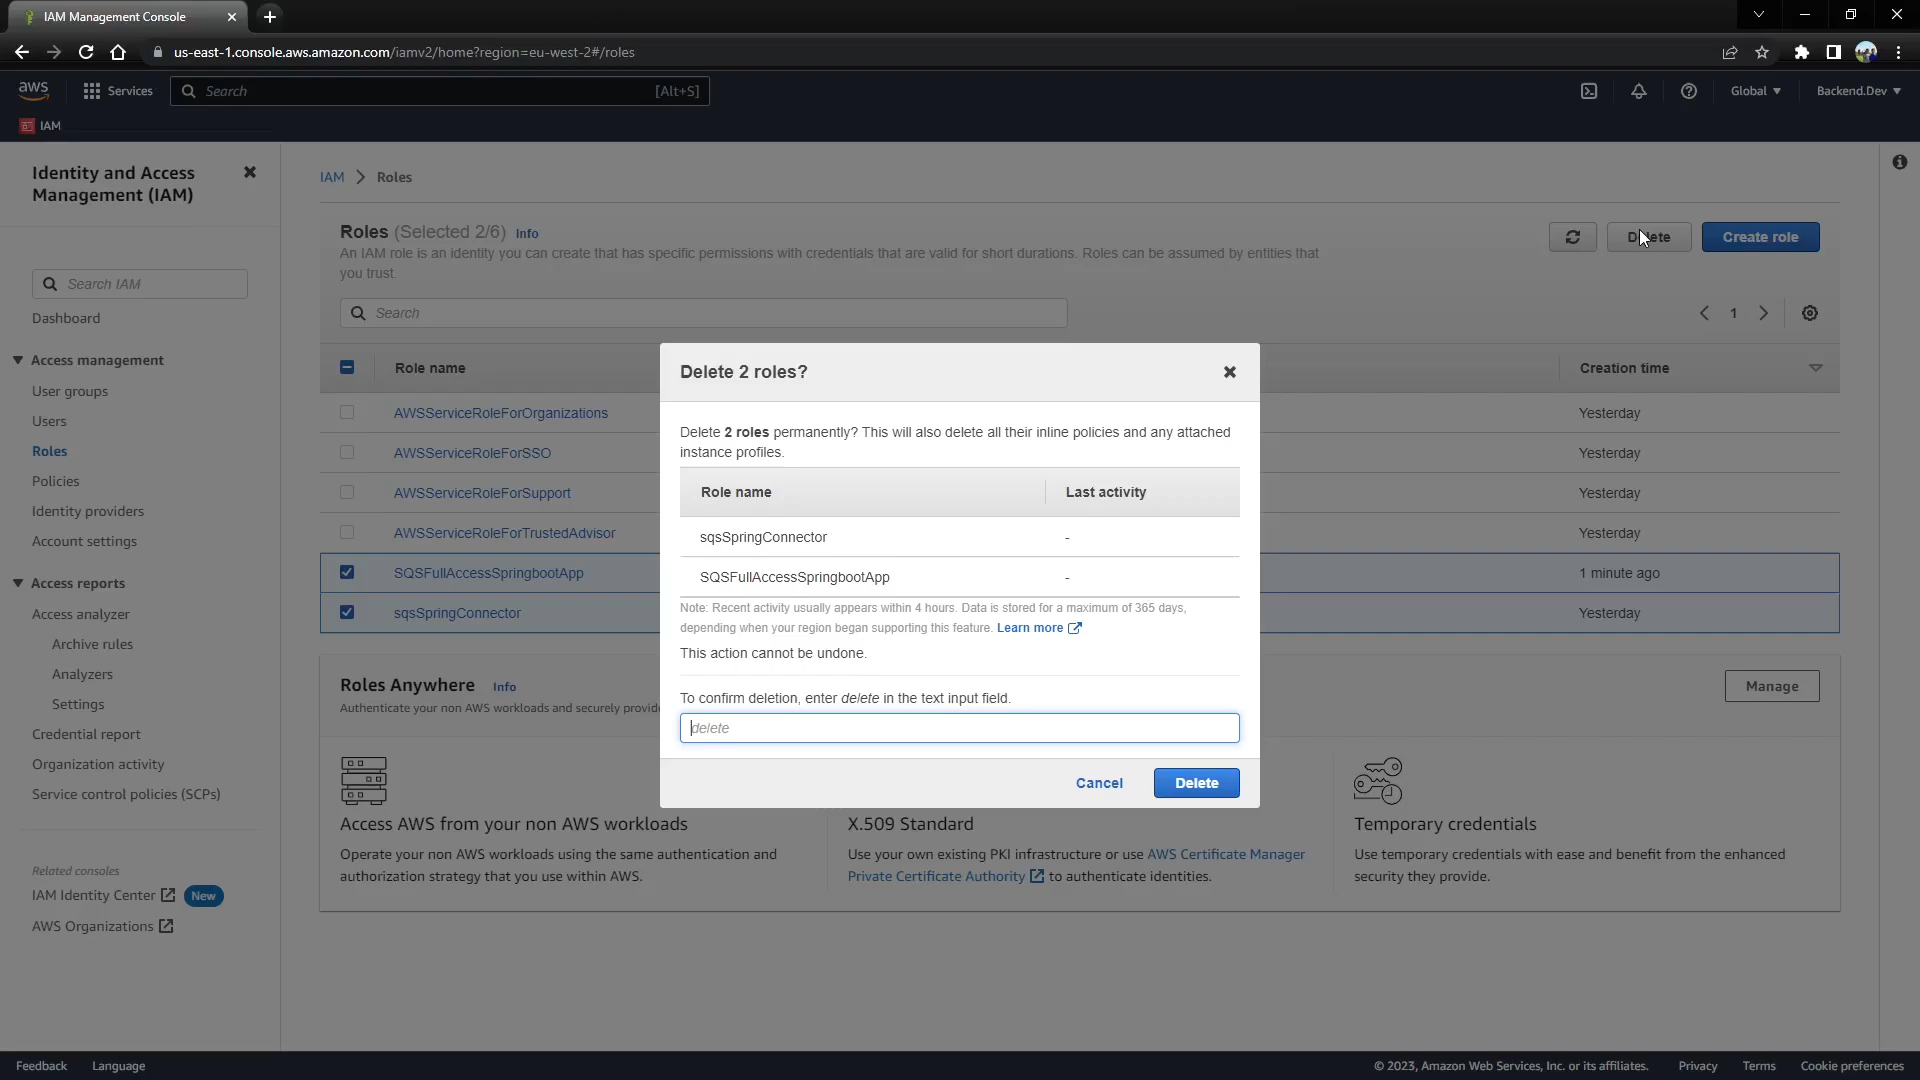 IAM Management Console
us-east-1.console.aws.amazon.com/iamv2/home?region=eu-west-2#/roles
aws
Services
Search
[Alt+S]
Global
Backend.Dev
IAM
Identity and Access
Management (IAM)
Search IAM
Dashboard
Access management
User groups
Users
Roles
Policies
Identity providers
Account settings
Access reports
Access analyzer
Archive rules
Analyzers
Settings
Credential report
Organization activity
Service control policies (SCPs)
Related consoles
IAM Identity Center New
AWS Organizations
IAM > Roles
Roles (Selected 2/6) Info
An IAM role is an identity you can create that has specific permissions with credentials that are valid for short durations. Roles can be assumed by entities that
you trust.
Delete
Create role
Search
1
Role name
Creation time
AWSServiceRoleForOrganizations
Yesterday
AWSServiceRoleForSSO
Yesterday
AWSServiceRoleForSupport
Yesterday
AWSServiceRoleForTrustedAdvisor
Yesterday
SQSFullAccessSpringbootApp
1 minute ago
sqsSpringConnector
Yesterday
Delete 2 roles?
Delete 2 roles permanently? This will also delete all their inline policies and any attached
instance profiles.
Role name
Last activity
sqsSpringConnector
-
SQSFullAccessSpringbootApp
-
Note: Recent activity usually appears within 4 hours. Data is stored for a maximum of 365 days,
depending when your region began supporting this feature. Learn more
This action cannot be undone.
To confirm deletion, enter delete in the text input field.
delete
Cancel
Delete
Roles Anywhere Info
Authenticate your non AWS workloads and securely provide
Manage
Access AWS from your non AWS workloads
Operate your non AWS workloads using the same authentication and
authorization strategy that you use within AWS.
X.509 Standard
Use your own existing PKI infrastructure or use AWS Certificate Manager
Private Certificate Authority to authenticate identities.
Temporary credentials
Use temporary credentials with ease and benefit from the enhanced
security they provide.
Feedback
Language
© 2023, Amazon Web Services, Inc. or its affiliates.
Privacy
Terms
Cookie preferences